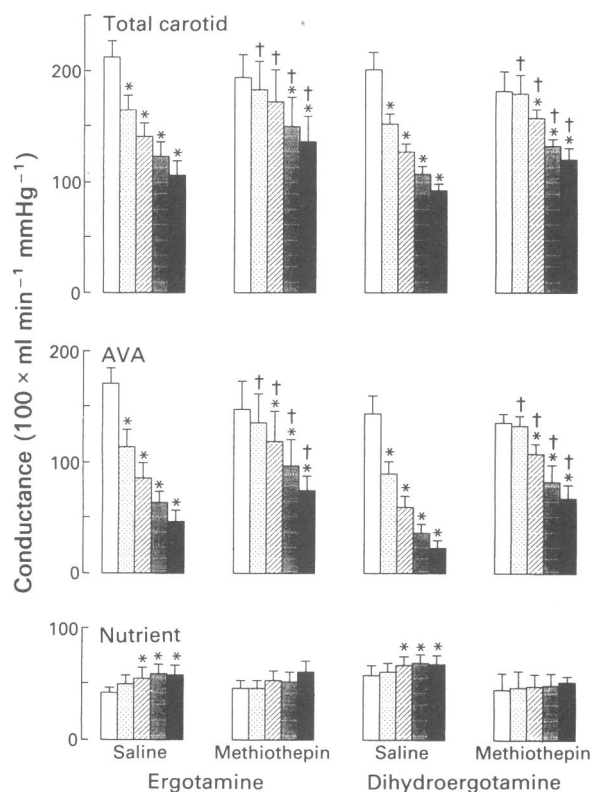 Total carotid
200
100
0
AVA
200
100
0
Nutrient
100
0
Conductance (100 × ml min⁻¹ mmHg⁻¹)
* * * *
† † † * † *
* * * *
† † * † * † *
* * * *
† † * † * † *
* * * *
† † * † * † *
* * *
* * *
Saline Methiothepin Saline Methiothepin
Ergotamine Dihydroergotamine